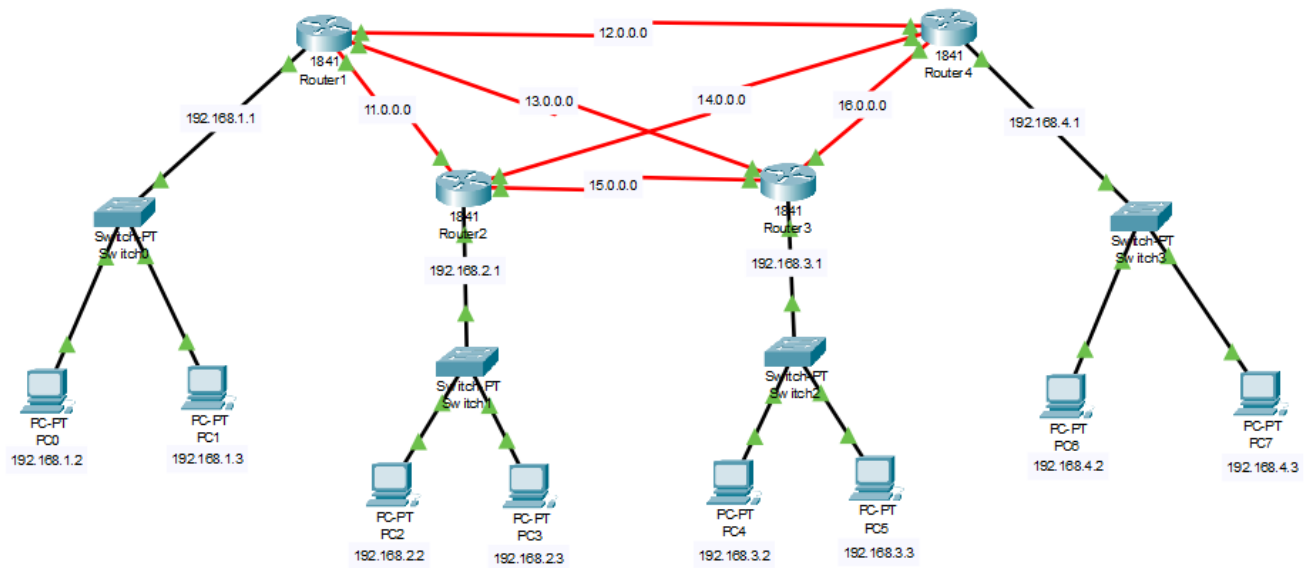 12.0.0.0
1841
Router1
1841
Router4
13.0.0.0
14.0.0.0
16.0.0.0
11.0.0.0
192.168.1.1
192.168.4.1
15.0.0.0
1841
Router2
1841
Router3
Switch-PT
Switch0
Switch-PT
Switch3
192.168.2.1
192.168.3.1
Switch-PT
Switch1
Switch-PT
Switch2
PC-PT
PC0
192.168.1.2
PC-PT
PC1
192.168.1.3
PC-PT
PC6
192.168.4.2
PC-PT
PC7
192.168.4.3
PC-PT
PC2
192.168.2.2
PC-PT
PC3
192.168.2.3
PC-PT
PC4
192.168.3.2
PC-PT
PC5
192.168.3.3